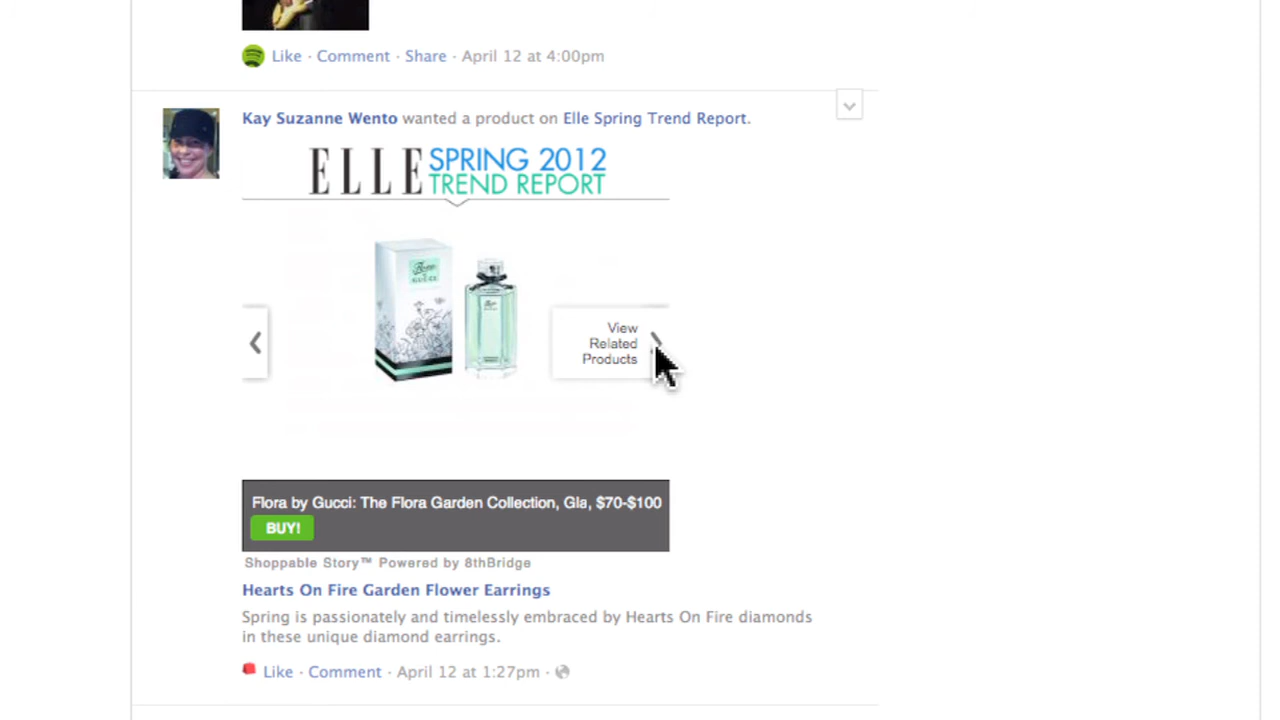 Like · Comment · Share · April 12 at 4:00pm
Kay Suzanne Wento wanted a product on Elle Spring Trend Report.
ELLE SPRING 2012
TREND REPORT
Flora
GUCCI
View
Related
Products
Flora by Gucci: The Flora Garden Collection, Gla, $70-$100
BUY!
Shoppable Story™ Powered by 8thBridge
Hearts On Fire Garden Flower Earrings
Spring is passionately and timelessly embraced by Hearts On Fire diamonds
in these unique diamond earrings.
Like · Comment · April 12 at 1:27pm ·